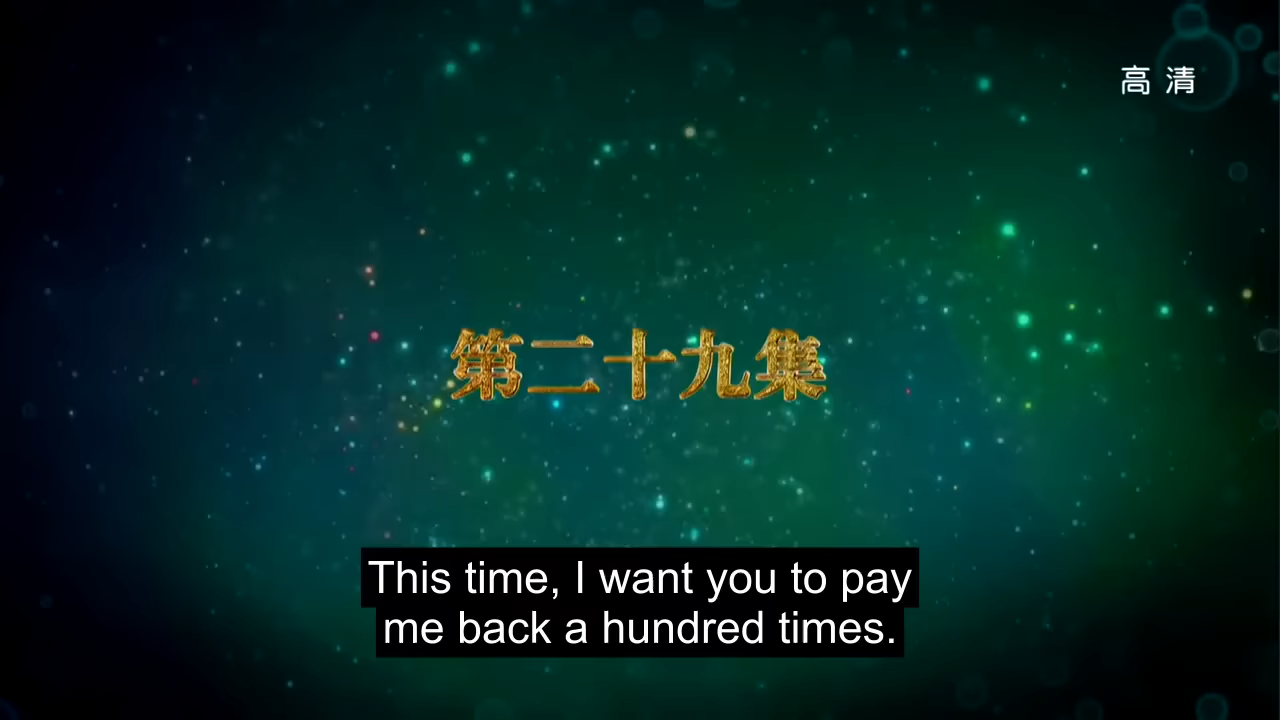 高清
第二十九集
This time, I want you to pay
me back a hundred times.